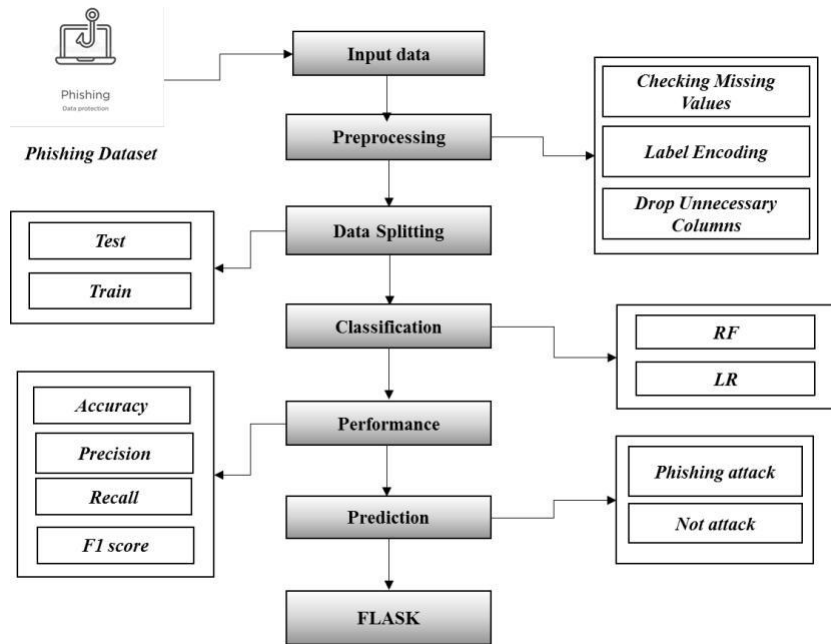 Phishing
Data protection
Phishing Dataset
Input data
Preprocessing
Checking Missing
Values
Label Encoding
Drop Unnecessary
Columns
Data Splitting
Test
Train
Classification
RF
LR
Performance
Accuracy
Precision
Recall
F1 score
Prediction
Phishing attack
Not attack
FLASK